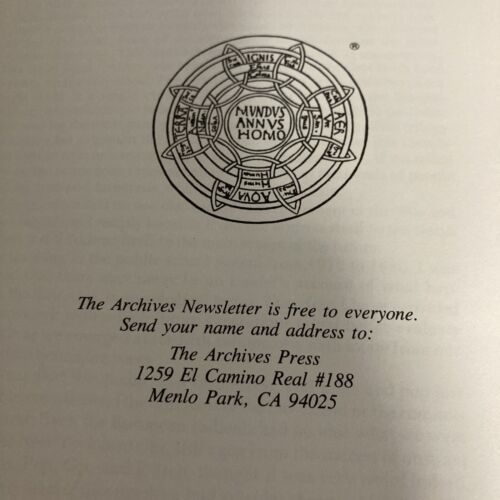 ®
IGNIS
TERRA
AER
MVNDVS
ANNVS
HOMO
AQVA
The Archives Newsletter is free to everyone.
Send your name and address to:
The Archives Press
1259 El Camino Real #188
Menlo Park, CA 94025